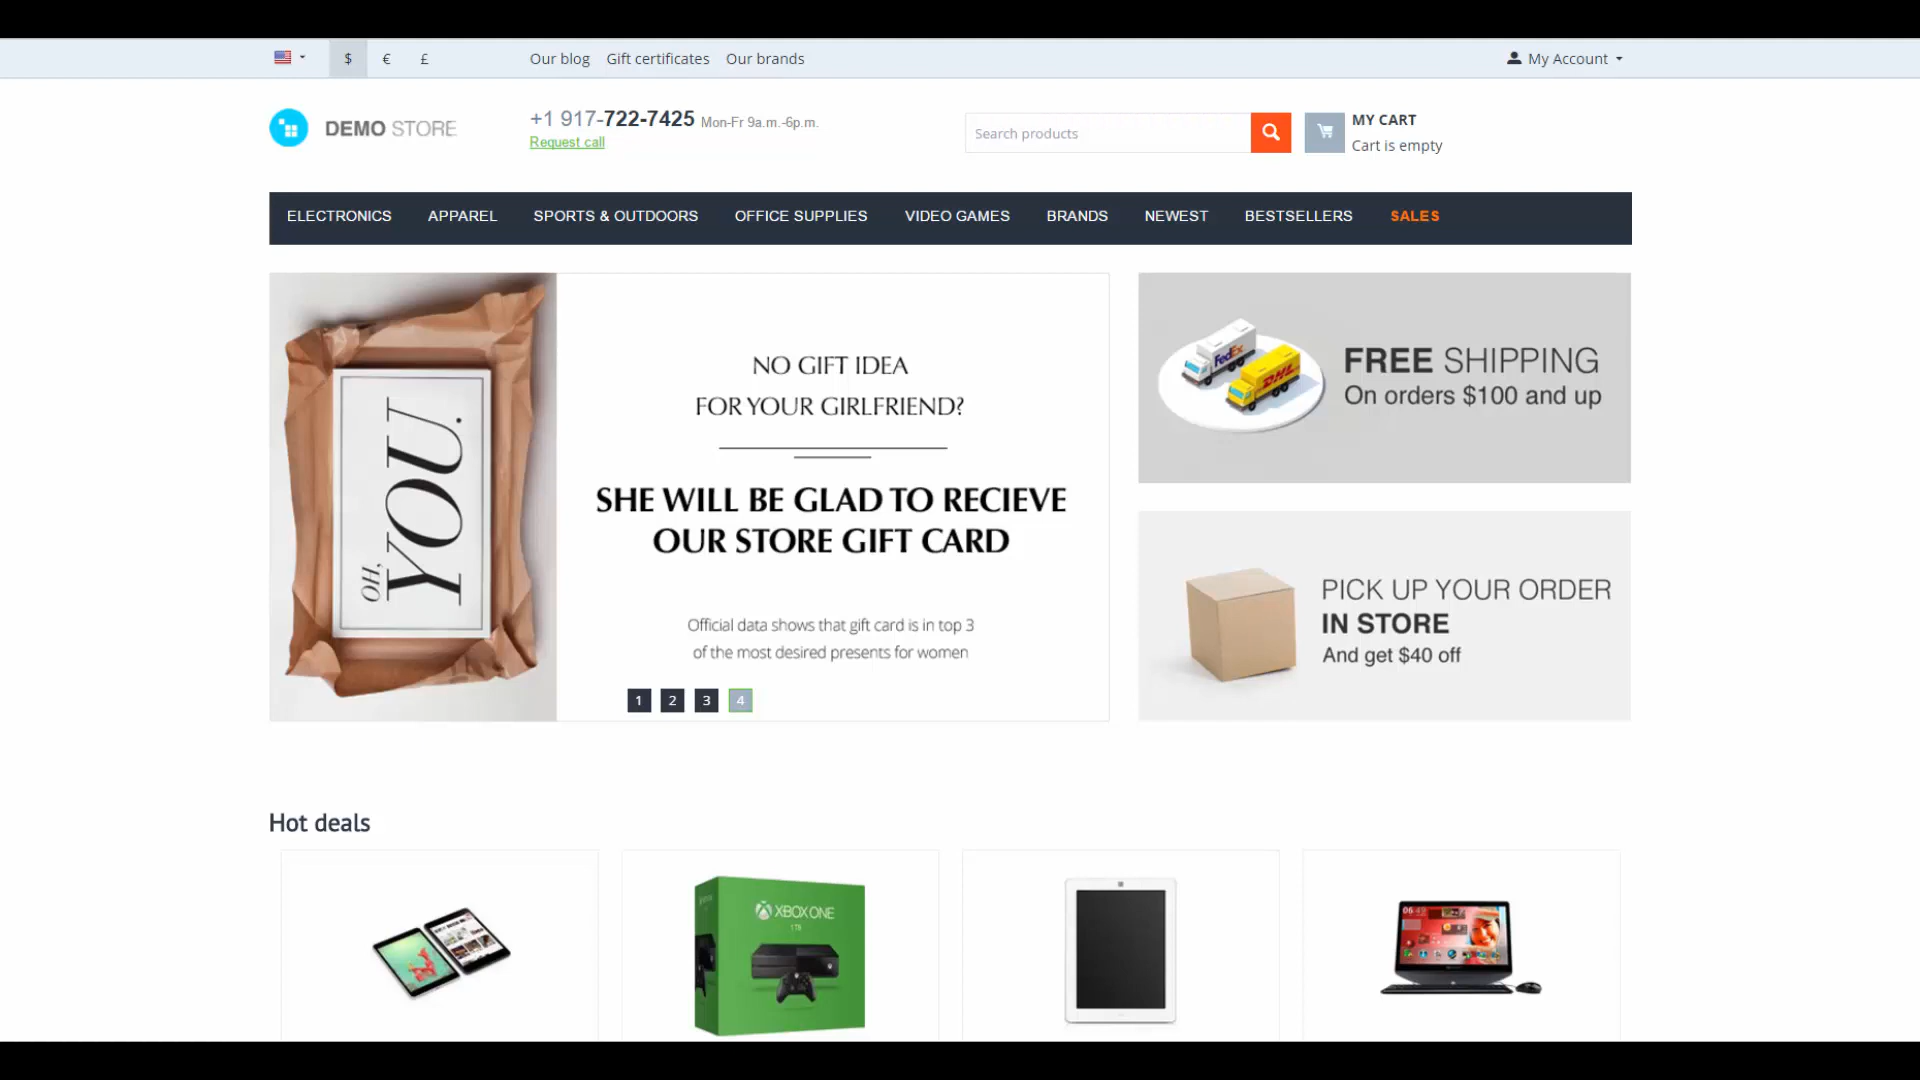 $ € £ Our blog Gift certificates Our brands My Account
DEMO STORE
+1 917-722-7425 Mon-Fr 9a.m.-6p.m.
Request call
Search products
MY CART
Cart is empty
ELECTRONICS APPAREL SPORTS & OUTDOORS OFFICE SUPPLIES VIDEO GAMES BRANDS NEWEST BESTSELLERS SALES
OH,
YOU.
NO GIFT IDEA
FOR YOUR GIRLFRIEND?
SHE WILL BE GLAD TO RECIEVE
OUR STORE GIFT CARD
Official data shows that gift card is in top 3
of the most desired presents for women
1 2 3 4
FedEx
DHL
FREE SHIPPING
On orders $100 and up
PICK UP YOUR ORDER
IN STORE
And get $40 off
Hot deals
XBOX ONE
1TB
06:49